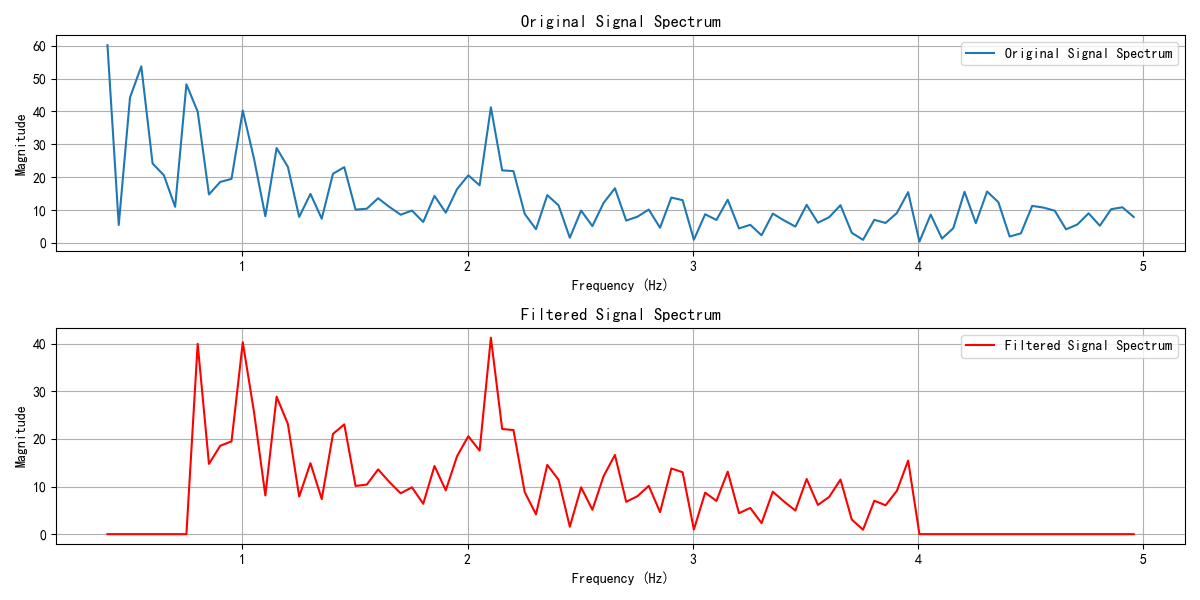 Original Signal Spectrum
Original Signal Spectrum
Magnitude
60
50
40
30
20
10
0
1 2 3 4 5
Frequency (Hz)
Filtered Signal Spectrum
Filtered Signal Spectrum
Magnitude
40
30
20
10
0
1 2 3 4 5
Frequency (Hz)